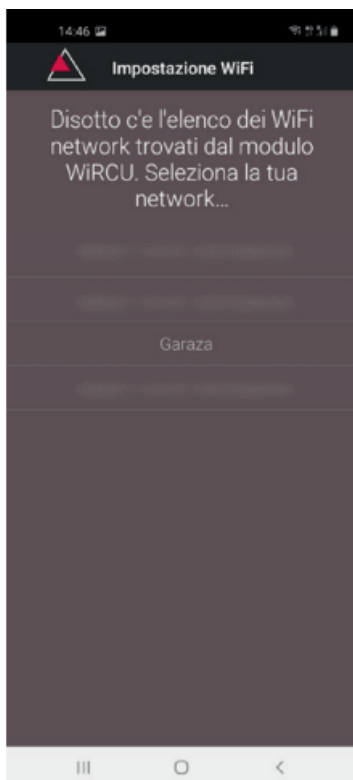 14:46
Impostazione WiFi
Disotto c'e l'elenco dei WiFi
network trovati dal modulo
WiRCU. Seleziona la tua
network...
Garaza